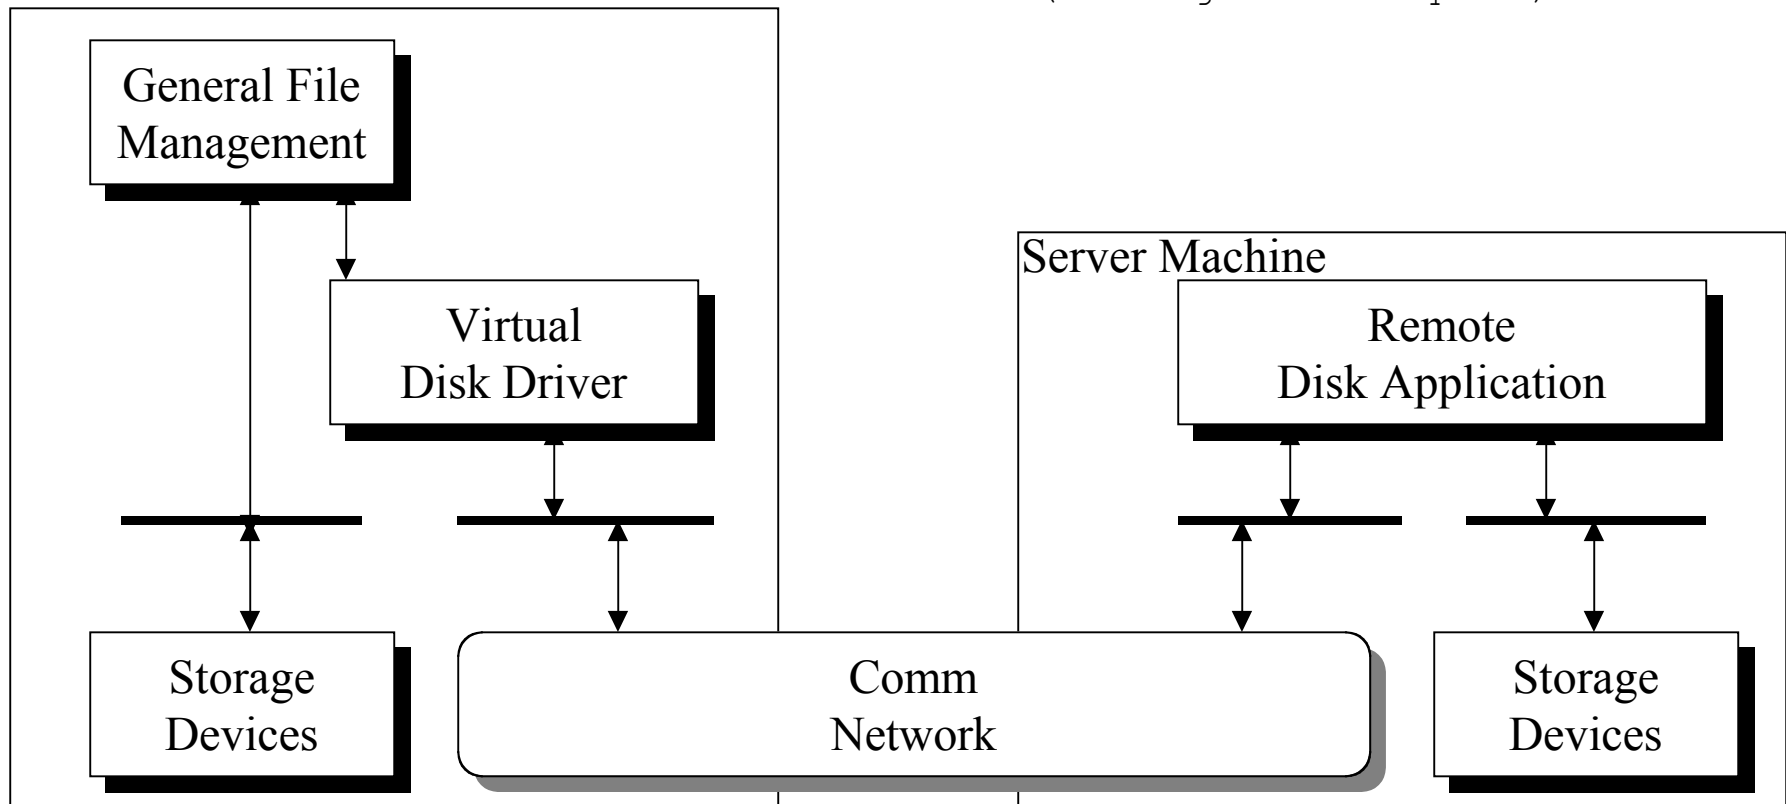 General File
Management
Server Machine
Virtual
Disk Driver
Remote
Disk Application
Storage
Devices
Comm
Network
Storage
Devices